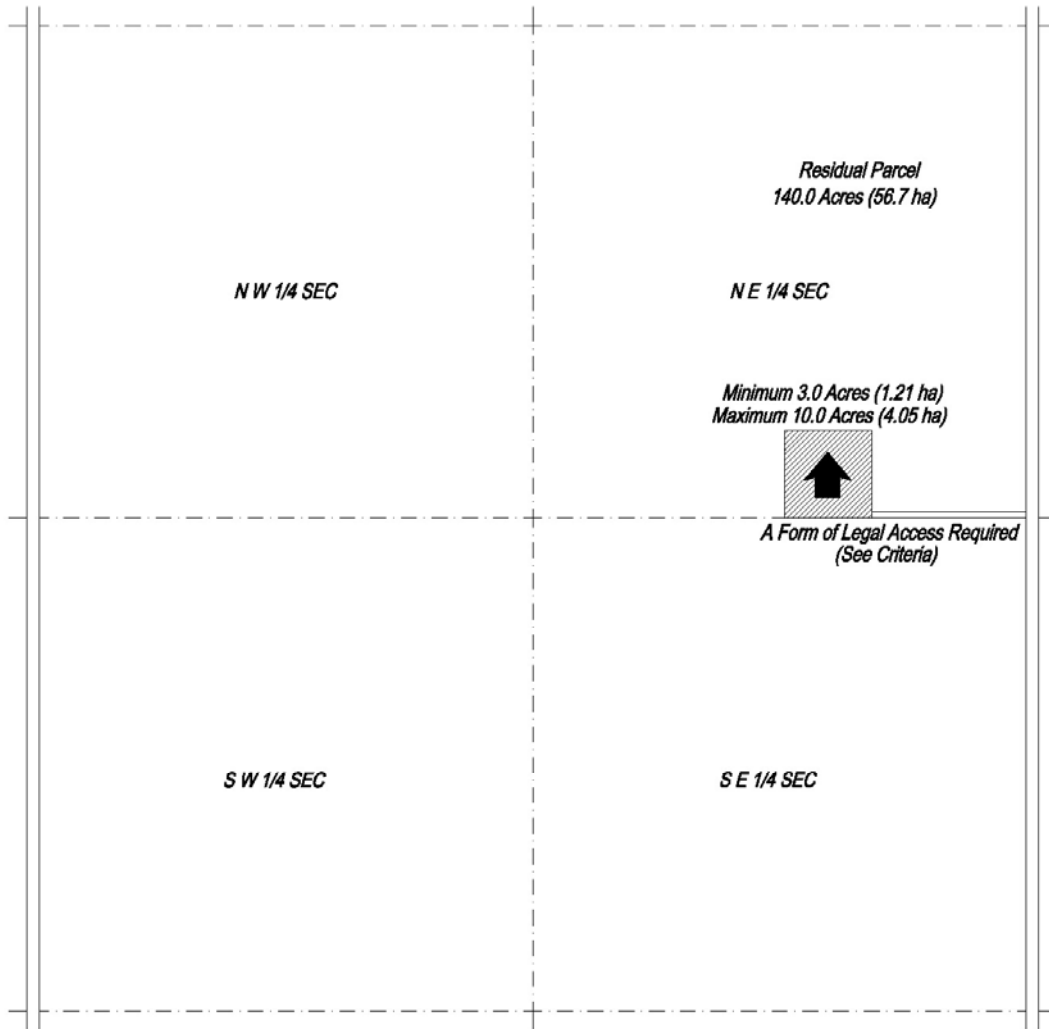 Residual Parcel
140.0 Acres (56.7 ha)
N W 1/4 SEC
N E 1/4 SEC
Minimum 3.0 Acres (1.21 ha)
Maximum 10.0 Acres (4.05 ha)
A Form of Legal Access Required
(See Criteria)
S W 1/4 SEC
S E 1/4 SEC